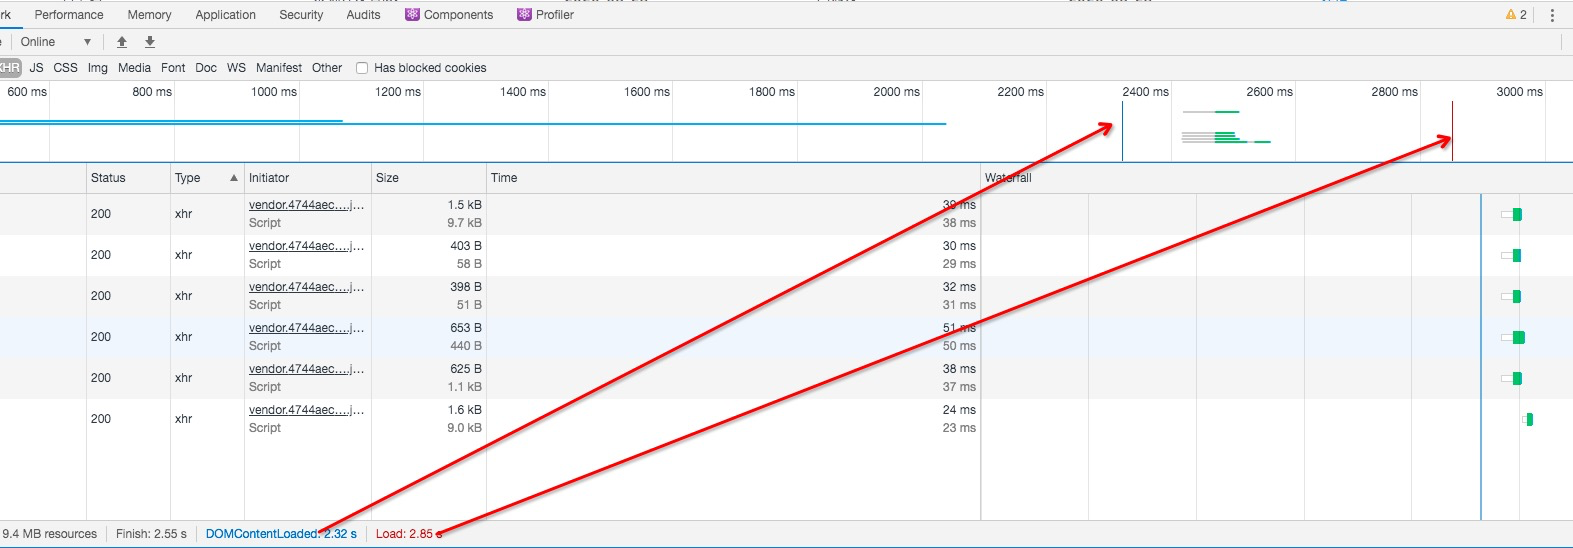 rk Performance Memory Application Security Audits Components Profiler 2
Online
XHR JS CSS Img Media Font Doc WS Manifest Other Has blocked cookies
600 ms 800 ms 1000 ms 1200 ms 1400 ms 1600 ms 1800 ms 2000 ms 2200 ms 2400 ms 2600 ms 2800 ms 3000 ms
Status Type Initiator Size Time Waterfall
200 xhr vendor.4744aec....j... 1.5 kB 39 ms
Script 9.7 kB 38 ms
200 xhr vendor.4744aec....j... 403 B 30 ms
Script 58 B 29 ms
200 xhr vendor.4744aec....j... 398 B 32 ms
Script 51 B 31 ms
200 xhr vendor.4744aec....j... 653 B 51 ms
Script 440 B 50 ms
200 xhr vendor.4744aec....j... 625 B 38 ms
Script 1.1 kB 37 ms
200 xhr vendor.4744aec....j... 1.6 kB 24 ms
Script 9.0 kB 23 ms
9.4 MB resources Finish: 2.55 s DOMContentLoaded: 2.32 s Load: 2.85 s